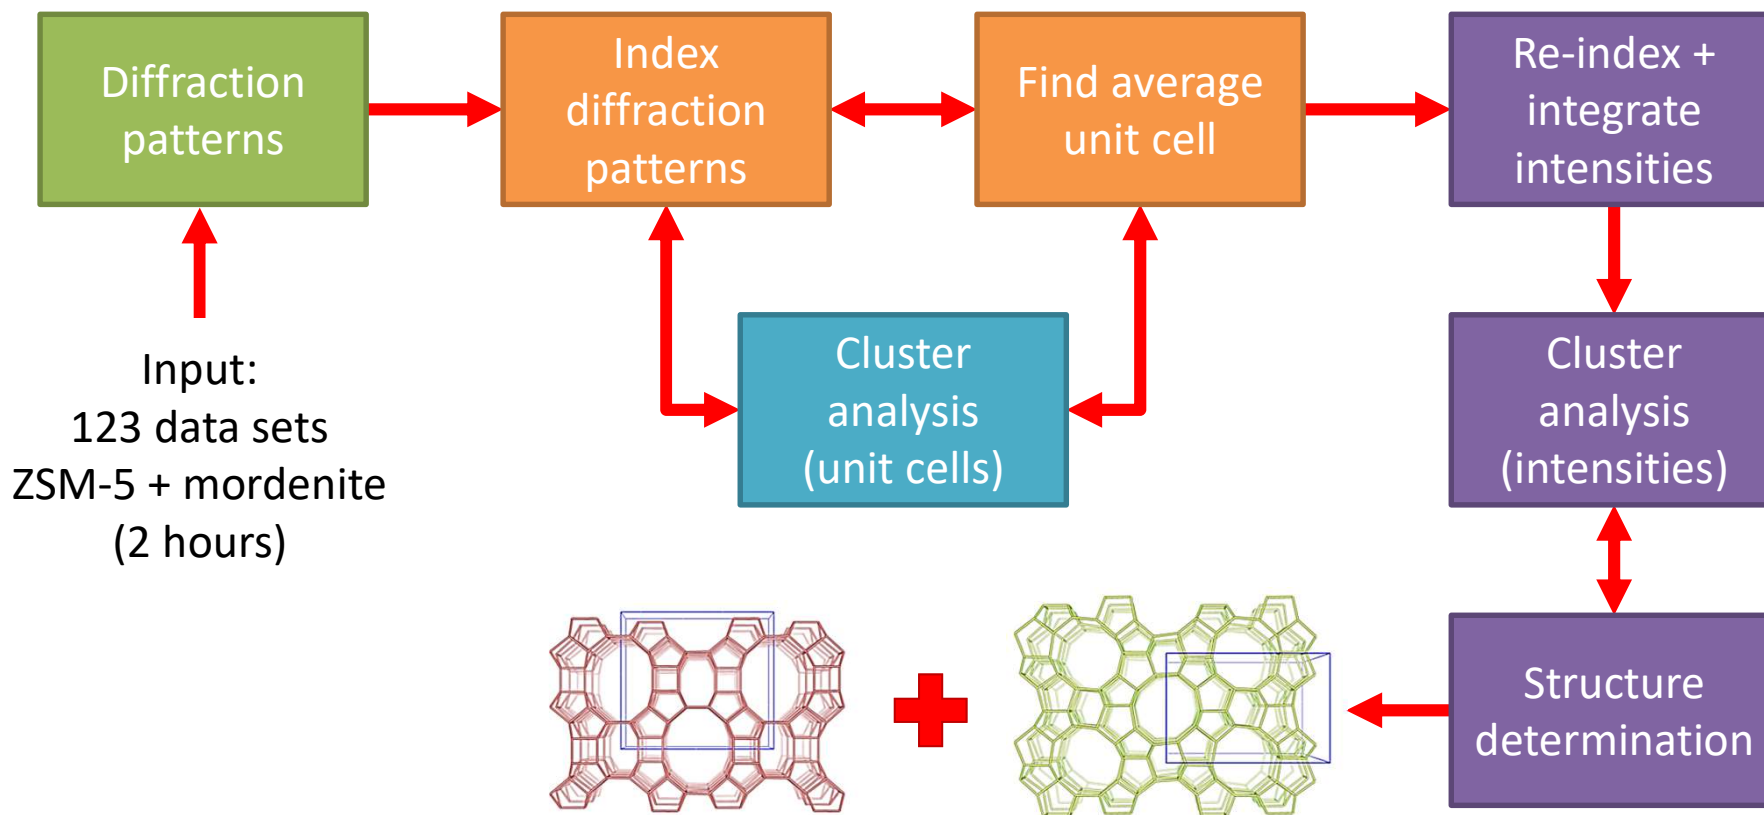 Diffraction
patterns
Index
diffraction
patterns
Find average
unit cell
Re-index +
integrate
intensities
Input:
123 data sets
ZSM-5 + mordenite
(2 hours)
Cluster
analysis
(unit cells)
Cluster
analysis
(intensities)
Structure
determination